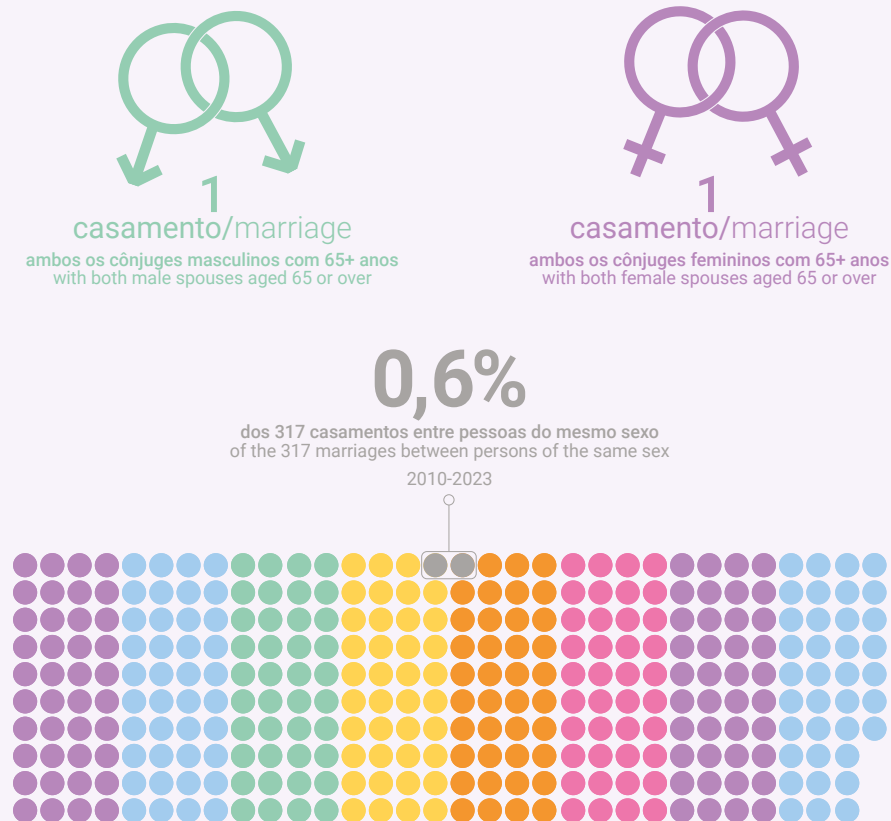 1
casamento/marriage
ambos os cônjuges masculinos com 65+ anos
with both male spouses aged 65 or over
1
casamento/marriage
ambos os cônjuges femininos com 65+ anos
with both female spouses aged 65 or over
0,6%
dos 317 casamentos entre pessoas do mesmo sexo
of the 317 marriages between persons of the same sex
2010-2023